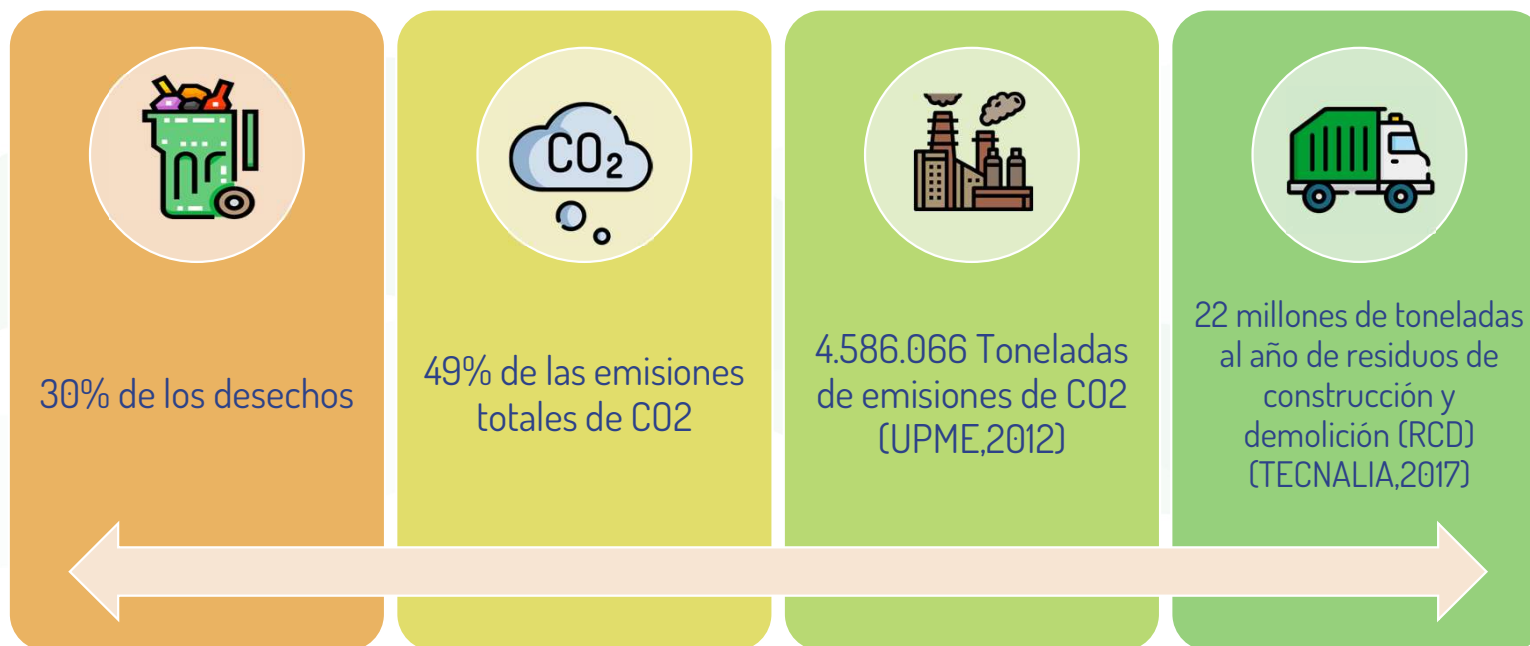 CO₂
30% de los desechos
49% de las emisiones
totales de CO2
4.586.066 Toneladas
de emisiones de CO2
(UPME,2012)
22 millones de toneladas
al año de residuos de
construcción y
demolición (RCD)
(TECNALIA,2017)